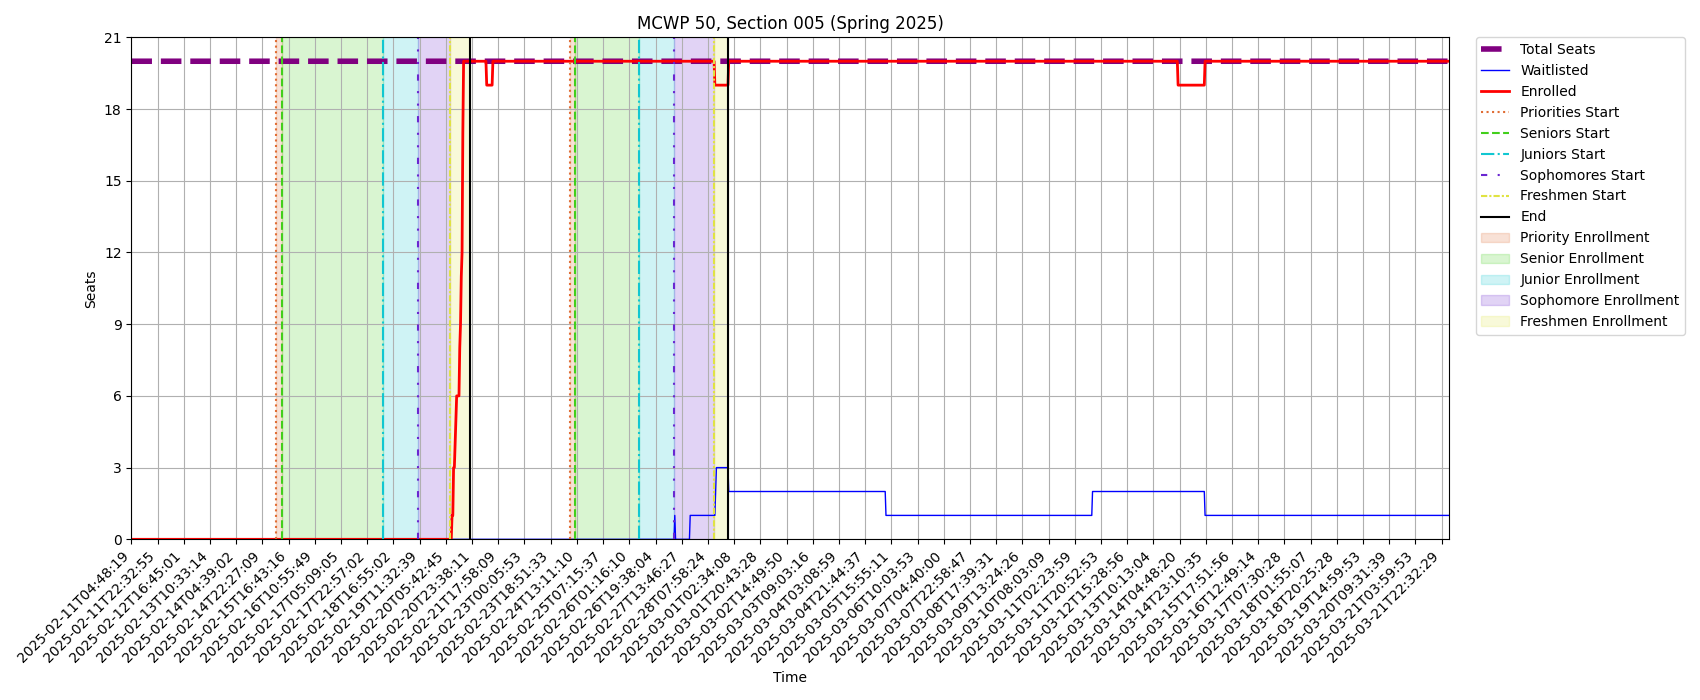 MCWP 50, Section 005 (Spring 2025)
21
18
15
12
9
6
3
0
Seats
2025-02-11T04:48:19
2025-02-11T22:32:55
2025-02-12T16:45:01
2025-02-13T10:33:14
2025-02-14T04:39:02
2025-02-14T22:27:09
2025-02-15T16:43:16
2025-02-16T10:55:49
2025-02-17T05:09:05
2025-02-17T22:57:02
2025-02-18T16:55:02
2025-02-19T11:32:39
2025-02-20T05:42:45
2025-02-20T23:38:11
2025-02-21T17:58:09
2025-02-23T00:05:53
2025-02-23T18:51:33
2025-02-24T13:11:10
2025-02-25T07:15:37
2025-02-26T01:16:10
2025-02-26T19:38:04
2025-02-27T13:46:27
2025-02-28T07:58:24
2025-03-01T02:34:08
2025-03-01T20:43:28
2025-03-02T14:49:50
2025-03-03T09:03:16
2025-03-04T03:08:59
2025-03-04T21:44:37
2025-03-05T15:55:11
2025-03-06T10:03:53
2025-03-07T04:40:00
2025-03-07T22:58:47
2025-03-08T17:39:31
2025-03-09T13:24:26
2025-03-10T08:03:09
2025-03-11T02:23:59
2025-03-11T20:52:53
2025-03-12T15:28:56
2025-03-13T10:13:04
2025-03-14T04:48:20
2025-03-14T23:10:35
2025-03-15T17:51:56
2025-03-16T12:49:14
2025-03-17T07:30:28
2025-03-18T01:55:07
2025-03-18T20:25:28
2025-03-19T14:59:53
2025-03-20T09:31:39
2025-03-21T03:59:53
2025-03-21T22:32:29
Time
Total Seats
Waitlisted
Enrolled
Priorities Start
Seniors Start
Juniors Start
Sophomores Start
Freshmen Start
End
Priority Enrollment
Senior Enrollment
Junior Enrollment
Sophomore Enrollment
Freshmen Enrollment